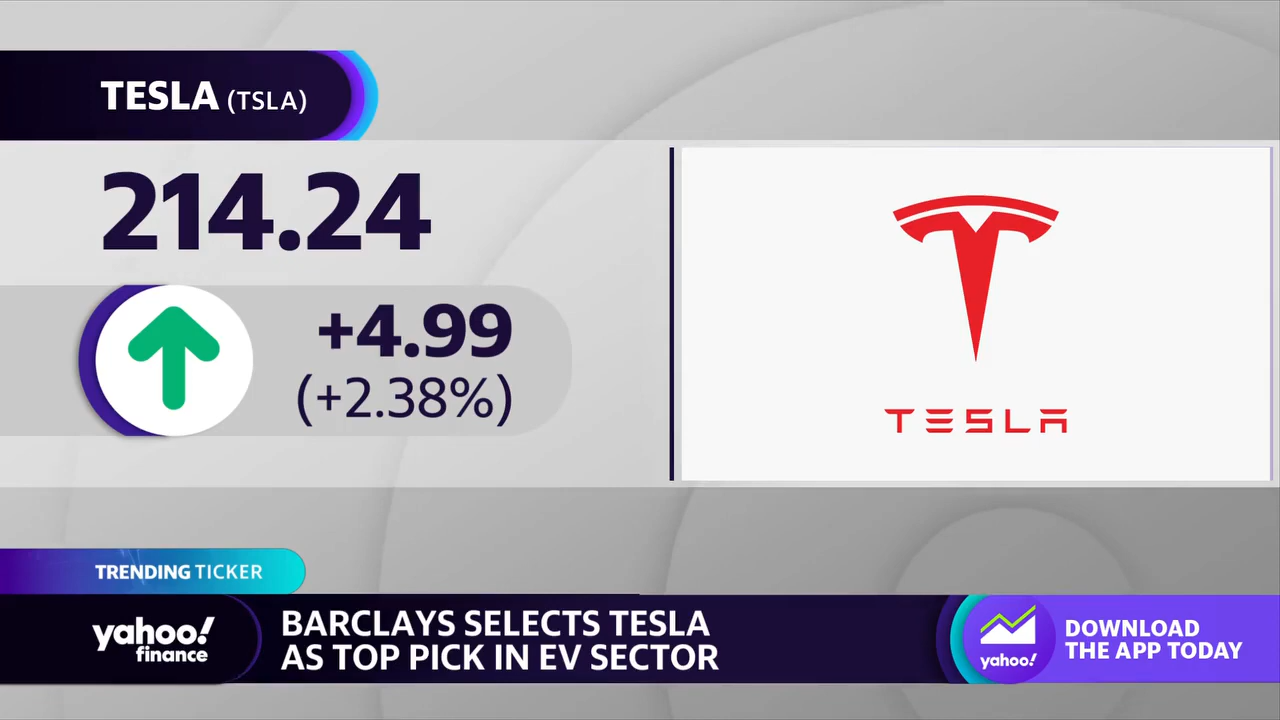 TESLA (TSLA)
214.24
+4.99
(+2.38%)
TESLA
TRENDING TICKER
yahoo!
finance
BARCLAYS SELECTS TESLA
AS TOP PICK IN EV SECTOR
yahoo!
DOWNLOAD
THE APP TODAY